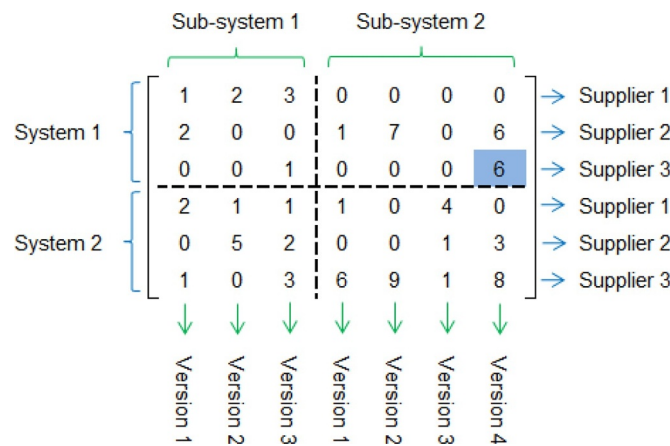 Sub-system 1 Sub-system 2
1 2 3 0 0 0 0 Supplier 1
System 1 2 0 0 1 7 0 6 Supplier 2
0 0 1 0 0 0 6 Supplier 3
2 1 1 1 0 4 0 Supplier 1
System 2 0 5 2 0 0 1 3 Supplier 2
1 0 3 6 9 1 8 Supplier 3
Version 1 Version 2 Version 3 Version 1 Version 2 Version 3 Version 4